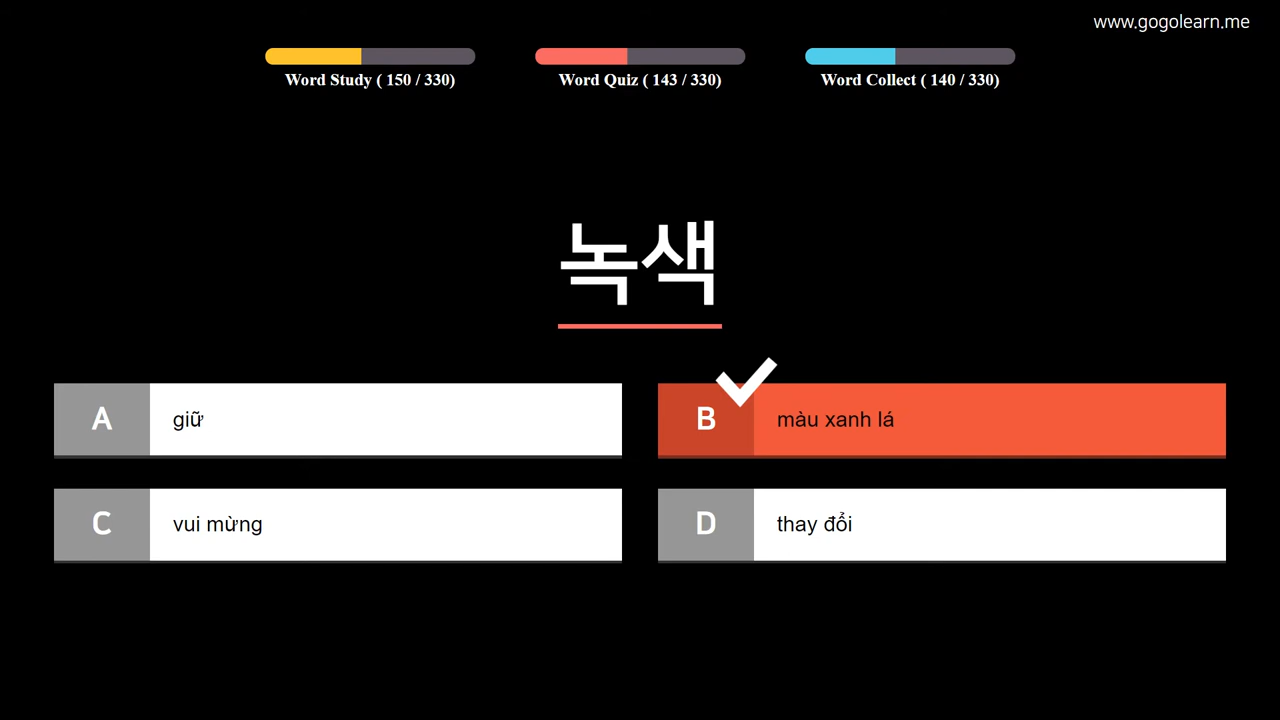 www.gogolearn.me
Word Study ( 150 / 330)
Word Quiz ( 143 / 330)
Word Collect ( 140 / 330)
녹색
A
giữ
B
màu xanh lá
C
vui mừng
D
thay đổi